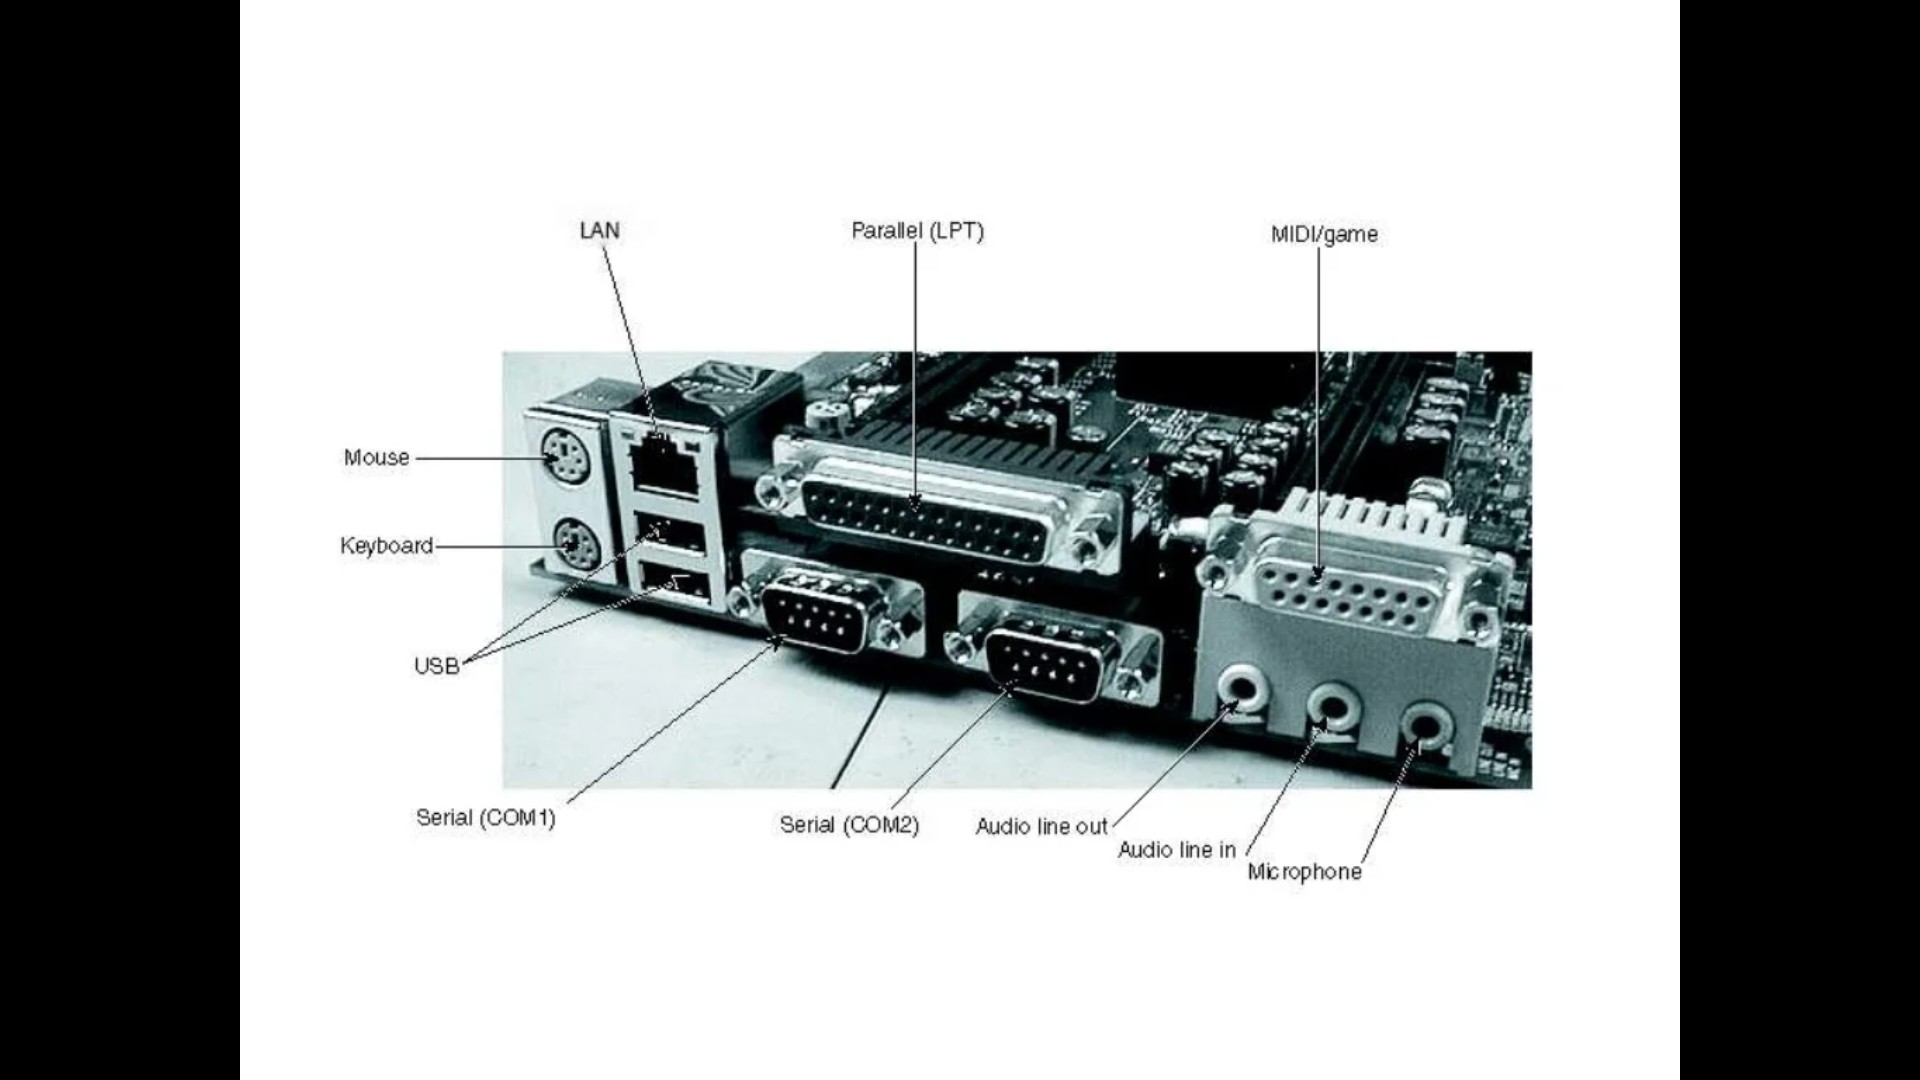 LAN
Parallel (LPT)
MIDI/game
Mouse
Keyboard
USB
Serial (COM1)
Serial (COM2)
Audio line out
Audio line in
Microphone